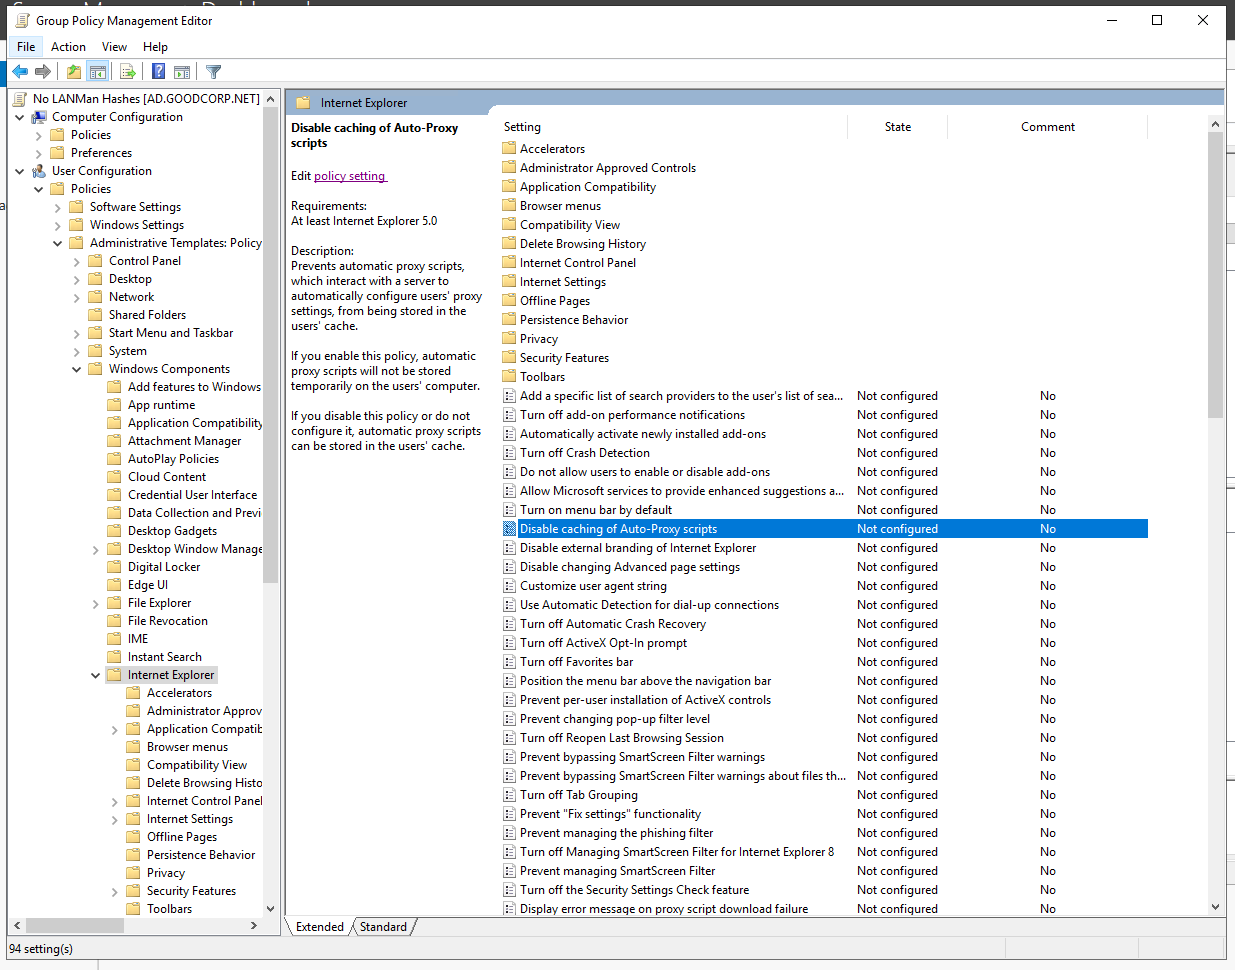 Group Policy Management Editor
File Action View Help
No LANMan Hashes [AD.GOODCORP.NET]
Computer Configuration
Policies
Preferences
User Configuration
Policies
Software Settings
Windows Settings
Administrative Templates: Policy
Control Panel
Desktop
Network
Shared Folders
Start Menu and Taskbar
System
Windows Components
Add features to Windows
App runtime
Application Compatibility
Attachment Manager
AutoPlay Policies
Cloud Content
Credential User Interface
Data Collection and Previ
Desktop Gadgets
Desktop Window Manage
Digital Locker
Edge UI
File Explorer
File Revocation
IME
Instant Search
Internet Explorer
Accelerators
Administrator Approv
Application Compatib
Browser menus
Compatibility View
Delete Browsing Histo
Internet Control Panel
Internet Settings
Offline Pages
Persistence Behavior
Privacy
Security Features
Toolbars
Internet Explorer
Disable caching of Auto-Proxy
scripts
Edit policy setting
Requirements:
At least Internet Explorer 5.0
Description:
Prevents automatic proxy scripts,
which interact with a server to
automatically configure users' proxy
settings, from being stored in the
users' cache.
If you enable this policy, automatic
proxy scripts will not be stored
temporarily on the users' computer.
If you disable this policy or do not
configure it, automatic proxy scripts
can be stored in the users' cache.
Setting State Comment
Accelerators
Administrator Approved Controls
Application Compatibility
Browser menus
Compatibility View
Delete Browsing History
Internet Control Panel
Internet Settings
Offline Pages
Persistence Behavior
Privacy
Security Features
Toolbars
Add a specific list of search providers to the user's list of sea... Not configured No
Turn off add-on performance notifications Not configured No
Automatically activate newly installed add-ons Not configured No
Turn off Crash Detection Not configured No
Do not allow users to enable or disable add-ons Not configured No
Allow Microsoft services to provide enhanced suggestions a... Not configured No
Turn on menu bar by default Not configured No
Disable caching of Auto-Proxy scripts Not configured No
Disable external branding of Internet Explorer Not configured No
Disable changing Advanced page settings Not configured No
Customize user agent string Not configured No
Use Automatic Detection for dial-up connections Not configured No
Turn off Automatic Crash Recovery Not configured No
Turn off ActiveX Opt-In prompt Not configured No
Turn off Favorites bar Not configured No
Position the menu bar above the navigation bar Not configured No
Prevent per-user installation of ActiveX controls Not configured No
Prevent changing pop-up filter level Not configured No
Turn off Reopen Last Browsing Session Not configured No
Prevent bypassing SmartScreen Filter warnings Not configured No
Prevent bypassing SmartScreen Filter warnings about files th... Not configured No
Turn off Tab Grouping Not configured No
Prevent "Fix settings" functionality Not configured No
Prevent managing the phishing filter Not configured No
Turn off Managing SmartScreen Filter for Internet Explorer 8 Not configured No
Prevent managing SmartScreen Filter Not configured No
Turn off the Security Settings Check feature Not configured No
Display error message on proxy script download failure Not configured No
Extended Standard
94 setting(s)